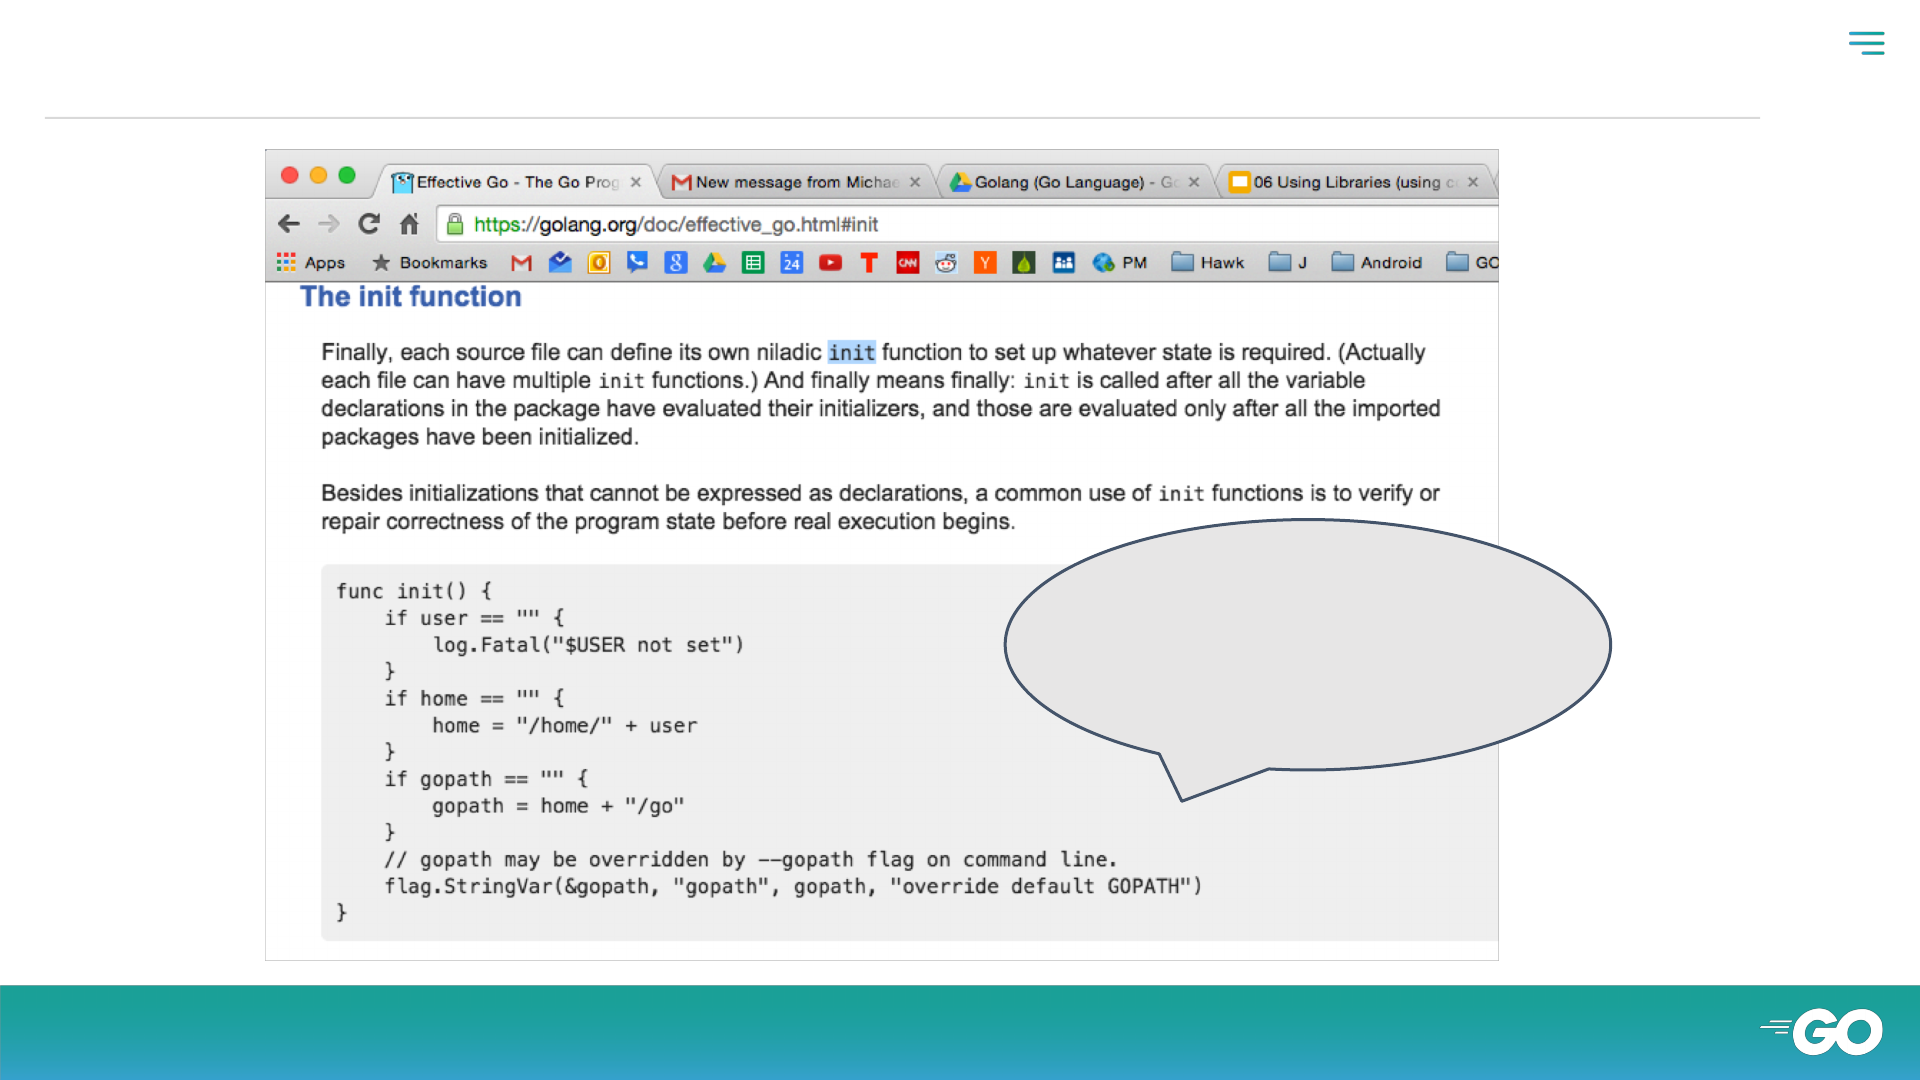 Effective Go - The Go Prog
New message from Micha
Golang (Go Language) - G
06 Using Libraries (using c
https://golang.org/doc/effective_go.html#init
Apps Bookmarks 24 CNN Y PM Hawk J Android GO
The init function
Finally, each source file can define its own niladic init function to set up whatever state is required. (Actually
each file can have multiple init functions.) And finally means finally: init is called after all the variable
declarations in the package have evaluated their initializers, and those are evaluated only after all the imported
packages have been initialized.
Besides initializations that cannot be expressed as declarations, a common use of init functions is to verify or
repair correctness of the program state before real execution begins.
func init() {
    if user == "" {
        log.Fatal("$USER not set")
    }
    if home == "" {
        home = "/home/" + user
    }
    if gopath == "" {
        gopath = home + "/go"
    }
    // gopath may be overridden by --gopath flag on command line.
    flag.StringVar(&gopath, "gopath", gopath, "override default GOPATH")
}
GO